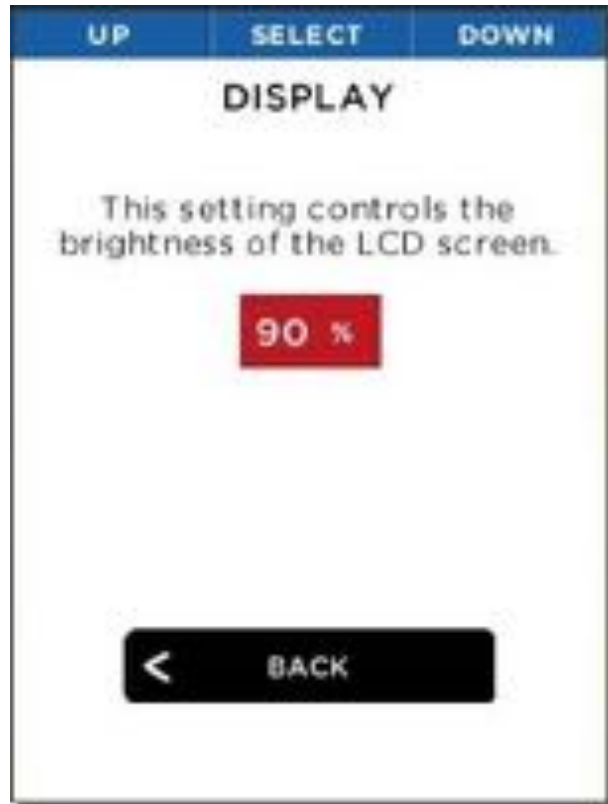 UP SELECT DOWN
DISPLAY
This setting controls the
brightness of the LCD screen.
90 %
< BACK